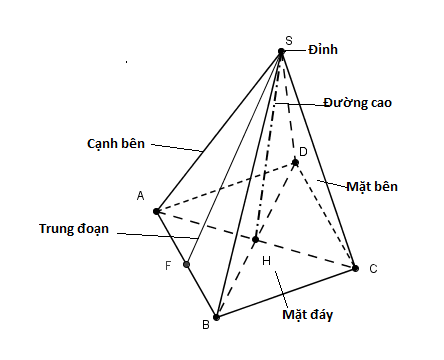 S
Đỉnh
Đường cao
Cạnh bên
D
Mặt bên
A
Trung đoạn
H
F
C
Mặt đáy
B